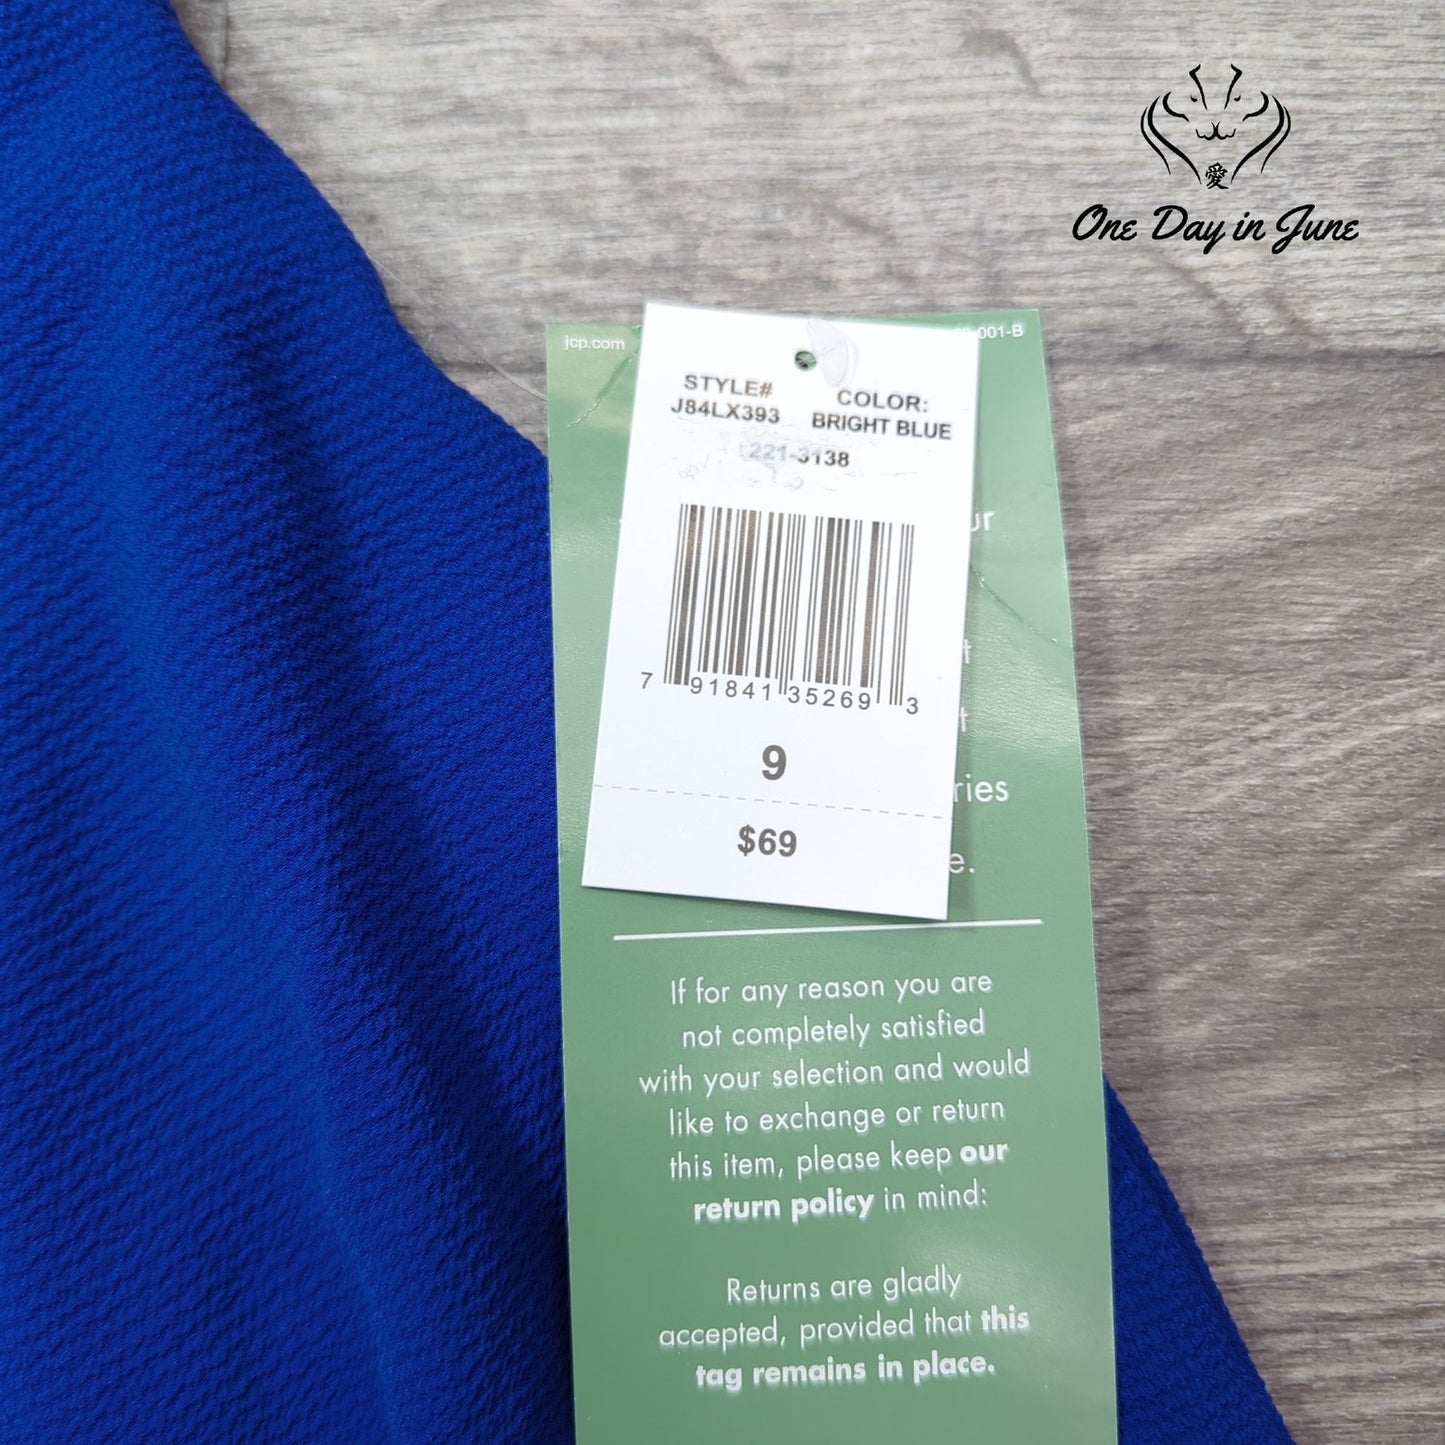 愛
One Day in June
jcp.com
001-B
STYLE#
J84LX393
COLOR:
BRIGHT BLUE
221-3138
7 91841 35269 3
9
$69
If for any reason you are
not completely satisfied
with your selection and would
like to exchange or return
this item, please keep our
return policy in mind:
Returns are gladly
accepted, provided that this
tag remains in place.